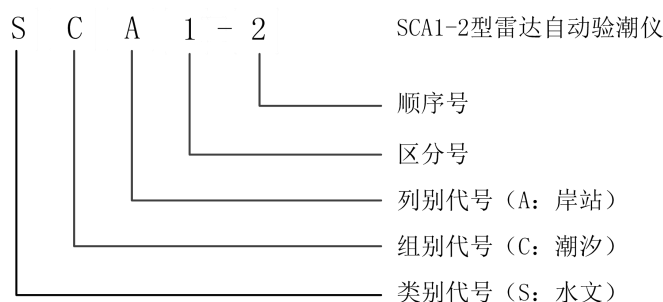 S C A 1 - 2 SCA1-2型雷达自动验潮仪
顺序号
区分号
列别代号（A：岸站）
组别代号（C：潮汐）
类别代号（S：水文）